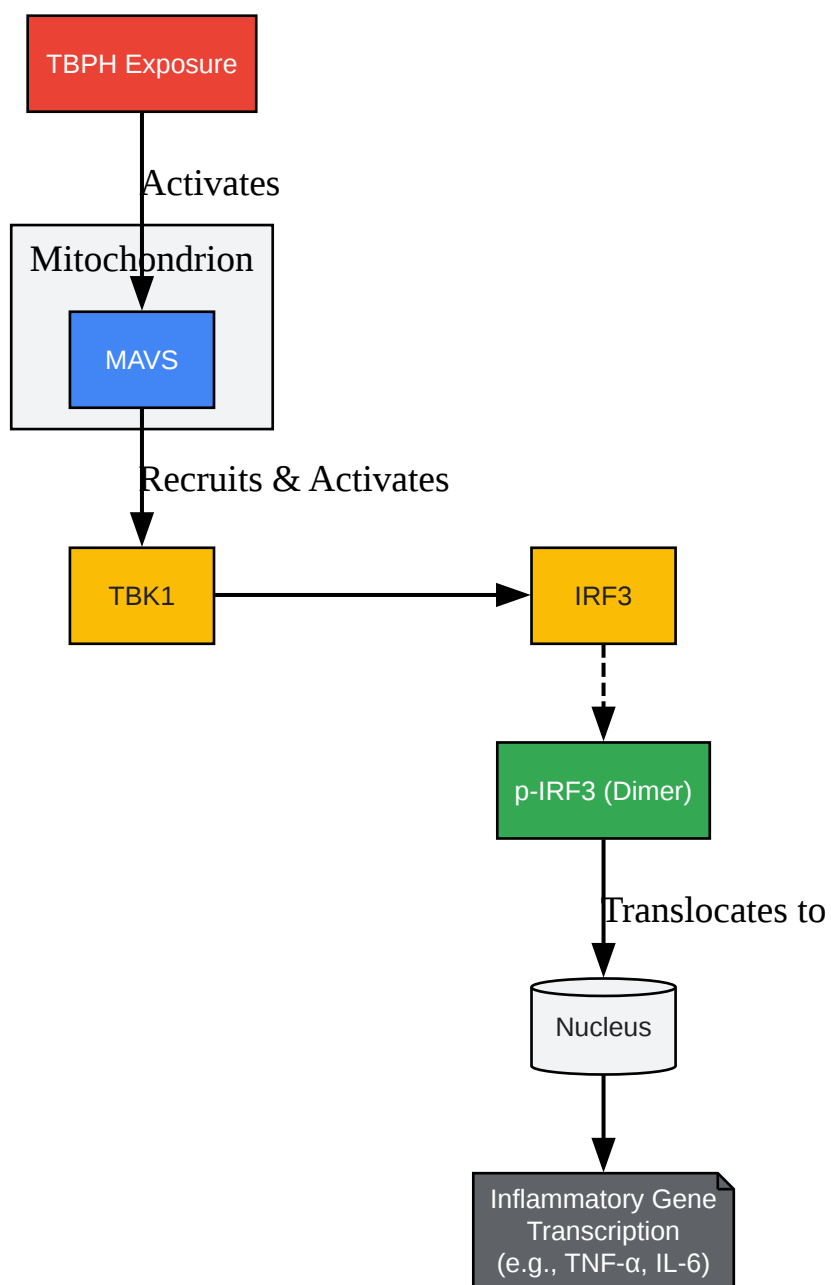 TBPH Exposure
Activates
Mitochondrion
MAVS
Recruits & Activates
TBK1
IRF3
p-IRF3 (Dimer)
Translocates to
Nucleus
Inflammatory Gene
Transcription
(e.g., TNF-α, IL-6)